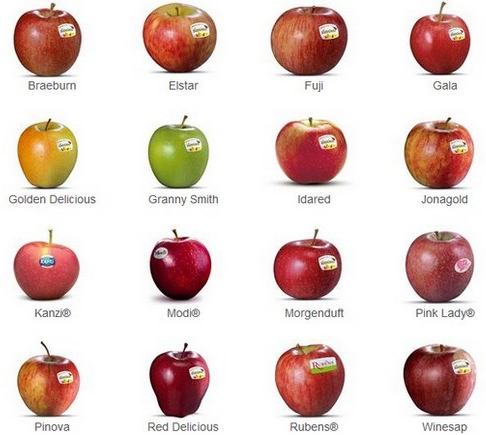 Braeburn
Elstar
Fuji
Gala
Golden Delicious
Granny Smith
Idared
Jonagold
Kanzi®
Modi®
Morgenduft
Pink Lady®
Pinova
Red Delicious
Rubens®
Winesap